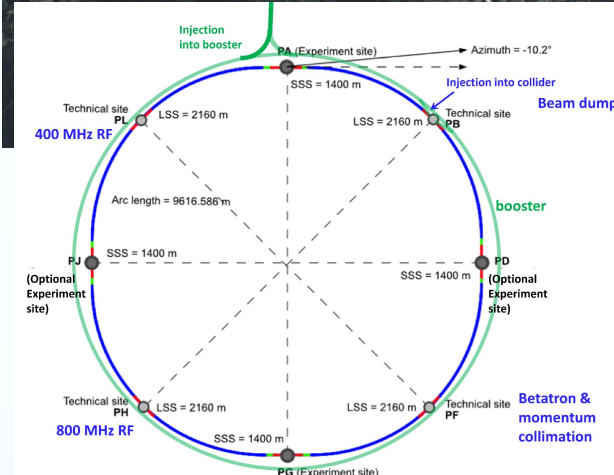 Injection
into booster
PA (Experiment site)
Azimuth = -10.2°
SSS = 1400 m
Injection into collider
Beam dump
Technical site
PL
LSS = 2160 m
400 MHz RF
LSS = 2160 m
Technical site
PB
Arc length = 9616.586 m
booster
PJ
SSS = 1400 m
(Optional
Experiment
site)
PD
SSS = 1400 m
(Optional
Experiment
site)
Technical site
PH
LSS = 2160 m
800 MHz RF
LSS = 2160 m
Technical site
PF
Betatron &
momentum
collimation
SSS = 1400 m
PG (Experiment site)